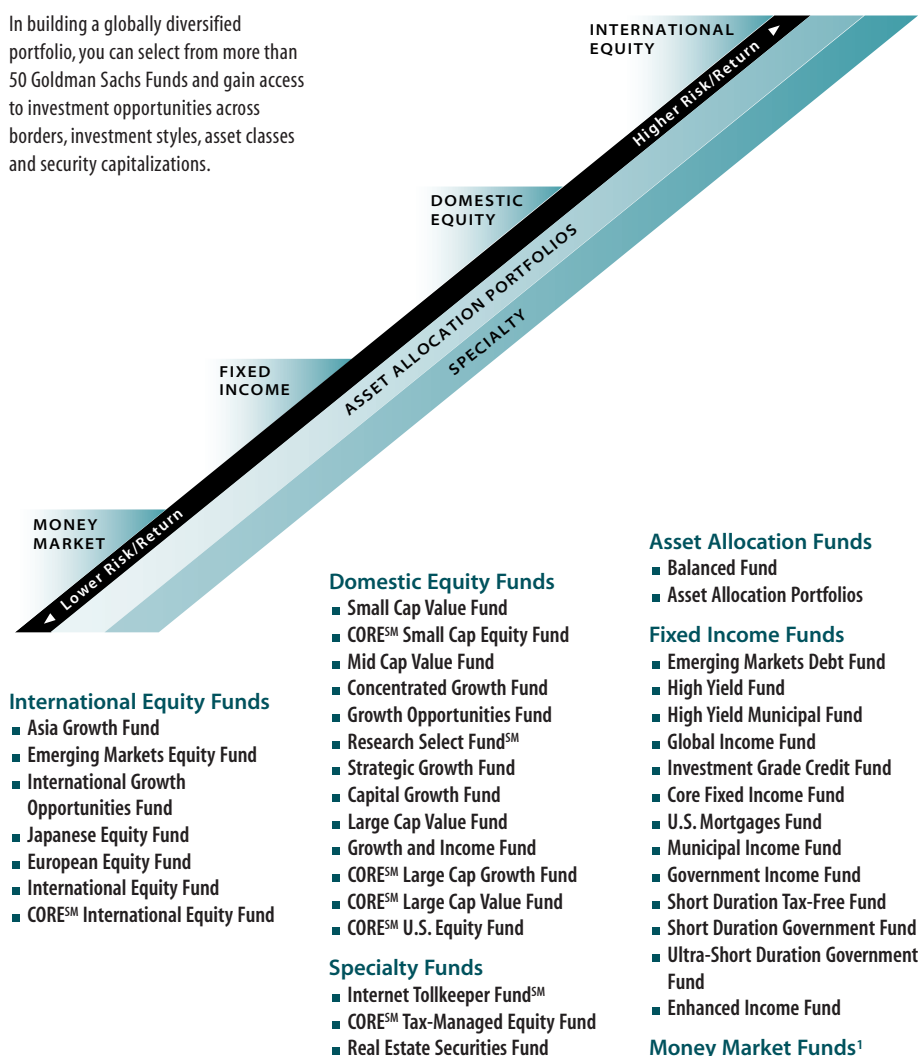 In building a globally diversified
portfolio, you can select from more than
50 Goldman Sachs Funds and gain access
to investment opportunities across
borders, investment styles, asset classes
and security capitalizations.
INTERNATIONAL
EQUITY
Higher Risk/Return ▶
DOMESTIC
EQUITY
ASSET ALLOCATION PORTFOLIOS
SPECIALTY
FIXED
INCOME
MONEY
MARKET
◀ Lower Risk/Return
International Equity Funds
■ Asia Growth Fund
■ Emerging Markets Equity Fund
■ International Growth
Opportunities Fund
■ Japanese Equity Fund
■ European Equity Fund
■ International Equity Fund
■ CORE℠ International Equity Fund
Domestic Equity Funds
■ Small Cap Value Fund
■ CORE℠ Small Cap Equity Fund
■ Mid Cap Value Fund
■ Concentrated Growth Fund
■ Growth Opportunities Fund
■ Research Select Fund℠
■ Strategic Growth Fund
■ Capital Growth Fund
■ Large Cap Value Fund
■ Growth and Income Fund
■ CORE℠ Large Cap Growth Fund
■ CORE℠ Large Cap Value Fund
■ CORE℠ U.S. Equity Fund
Specialty Funds
■ Internet Tollkeeper Fund℠
■ CORE℠ Tax-Managed Equity Fund
■ Real Estate Securities Fund
Asset Allocation Funds
■ Balanced Fund
■ Asset Allocation Portfolios
Fixed Income Funds
■ Emerging Markets Debt Fund
■ High Yield Fund
■ High Yield Municipal Fund
■ Global Income Fund
■ Investment Grade Credit Fund
■ Core Fixed Income Fund
■ U.S. Mortgages Fund
■ Municipal Income Fund
■ Government Income Fund
■ Short Duration Tax-Free Fund
■ Short Duration Government Fund
■ Ultra-Short Duration Government
Fund
■ Enhanced Income Fund
Money Market Funds¹